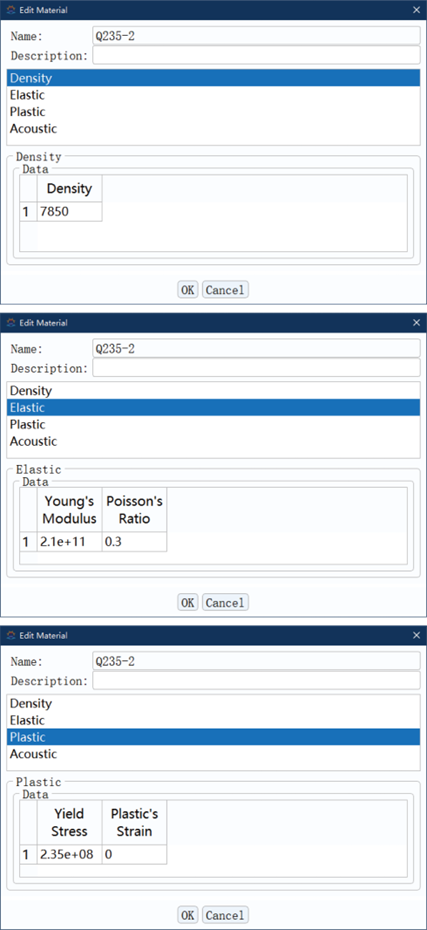 Edit Material
Name: Q235-2
Description:
Density
Elastic
Plastic
Acoustic
Density
Data
Density
1 7850
OK Cancel
Edit Material
Name: Q235-2
Description:
Density
Elastic
Plastic
Acoustic
Elastic
Data
Young's Poisson's
Modulus Ratio
1 2.1e+11 0.3
OK Cancel
Edit Material
Name: Q235-2
Description:
Density
Elastic
Plastic
Acoustic
Plastic
Data
Yield Plastic's
Stress Strain
1 2.35e+08 0
OK Cancel